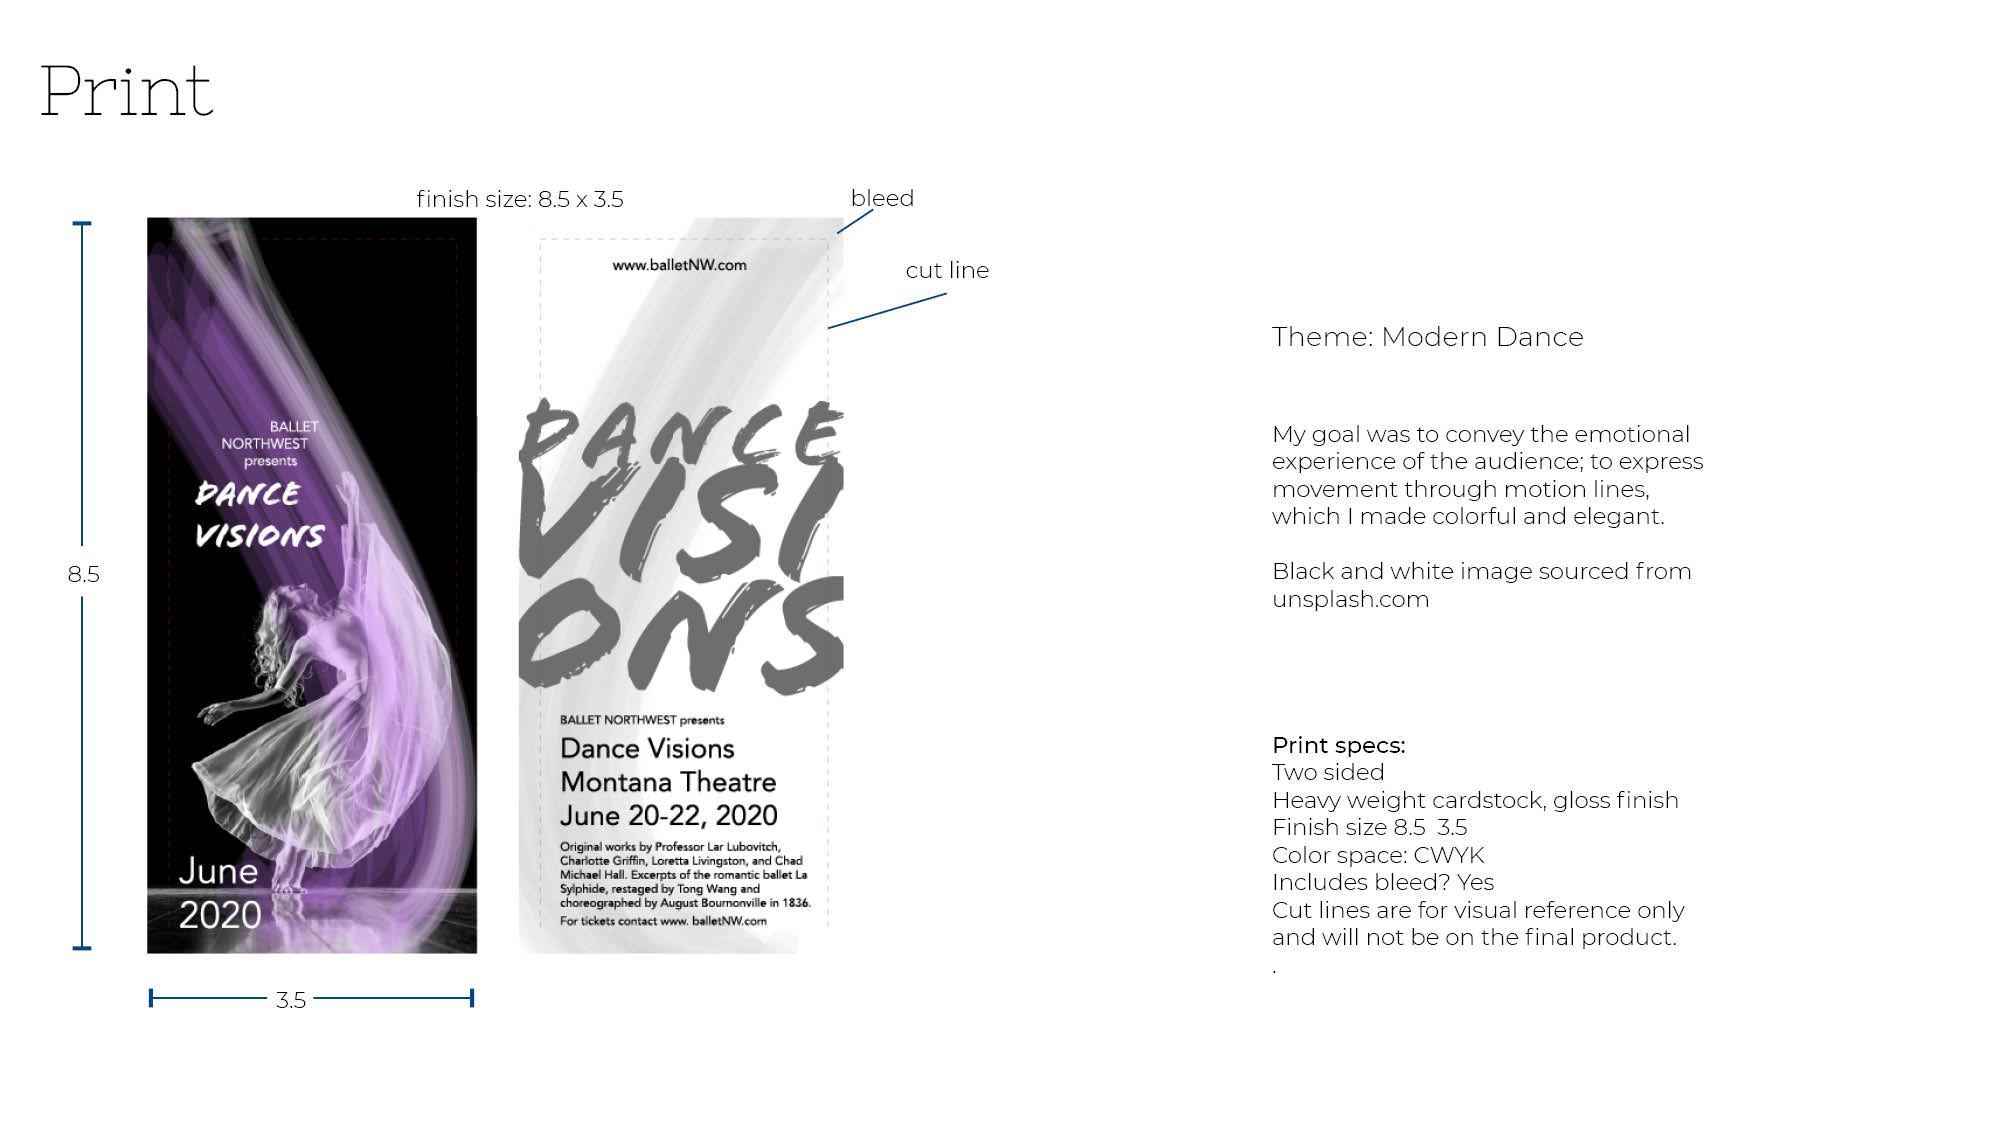 Print
finish size: 8.5 x 3.5
bleed
cut line
8.5
3.5
BALLET
NORTHWEST
presents
DANCE
VISIONS
June
2020
www.balletNW.com
DANCE
VISI
ONS
BALLET NORTHWEST presents
Dance Visions
Montana Theatre
June 20-22, 2020
Original works by Professor Lar Lubovitch,
Charlotte Griffin, Loretta Livingston, and Chad
Michael Hall. Excerpts of the romantic ballet La
Sylphide, restaged by Tong Wang and
choreographed by August Bournonville in 1836.
For tickets contact www. balletNW.com
Theme: Modern Dance
My goal was to convey the emotional
experience of the audience; to express
movement through motion lines,
which I made colorful and elegant.
Black and white image sourced from
unsplash.com
Print specs:
Two sided
Heavy weight cardstock, gloss finish
Finish size 8.5  3.5
Color space: CWYK
Includes bleed? Yes
Cut lines are for visual reference only
and will not be on the final product.
.